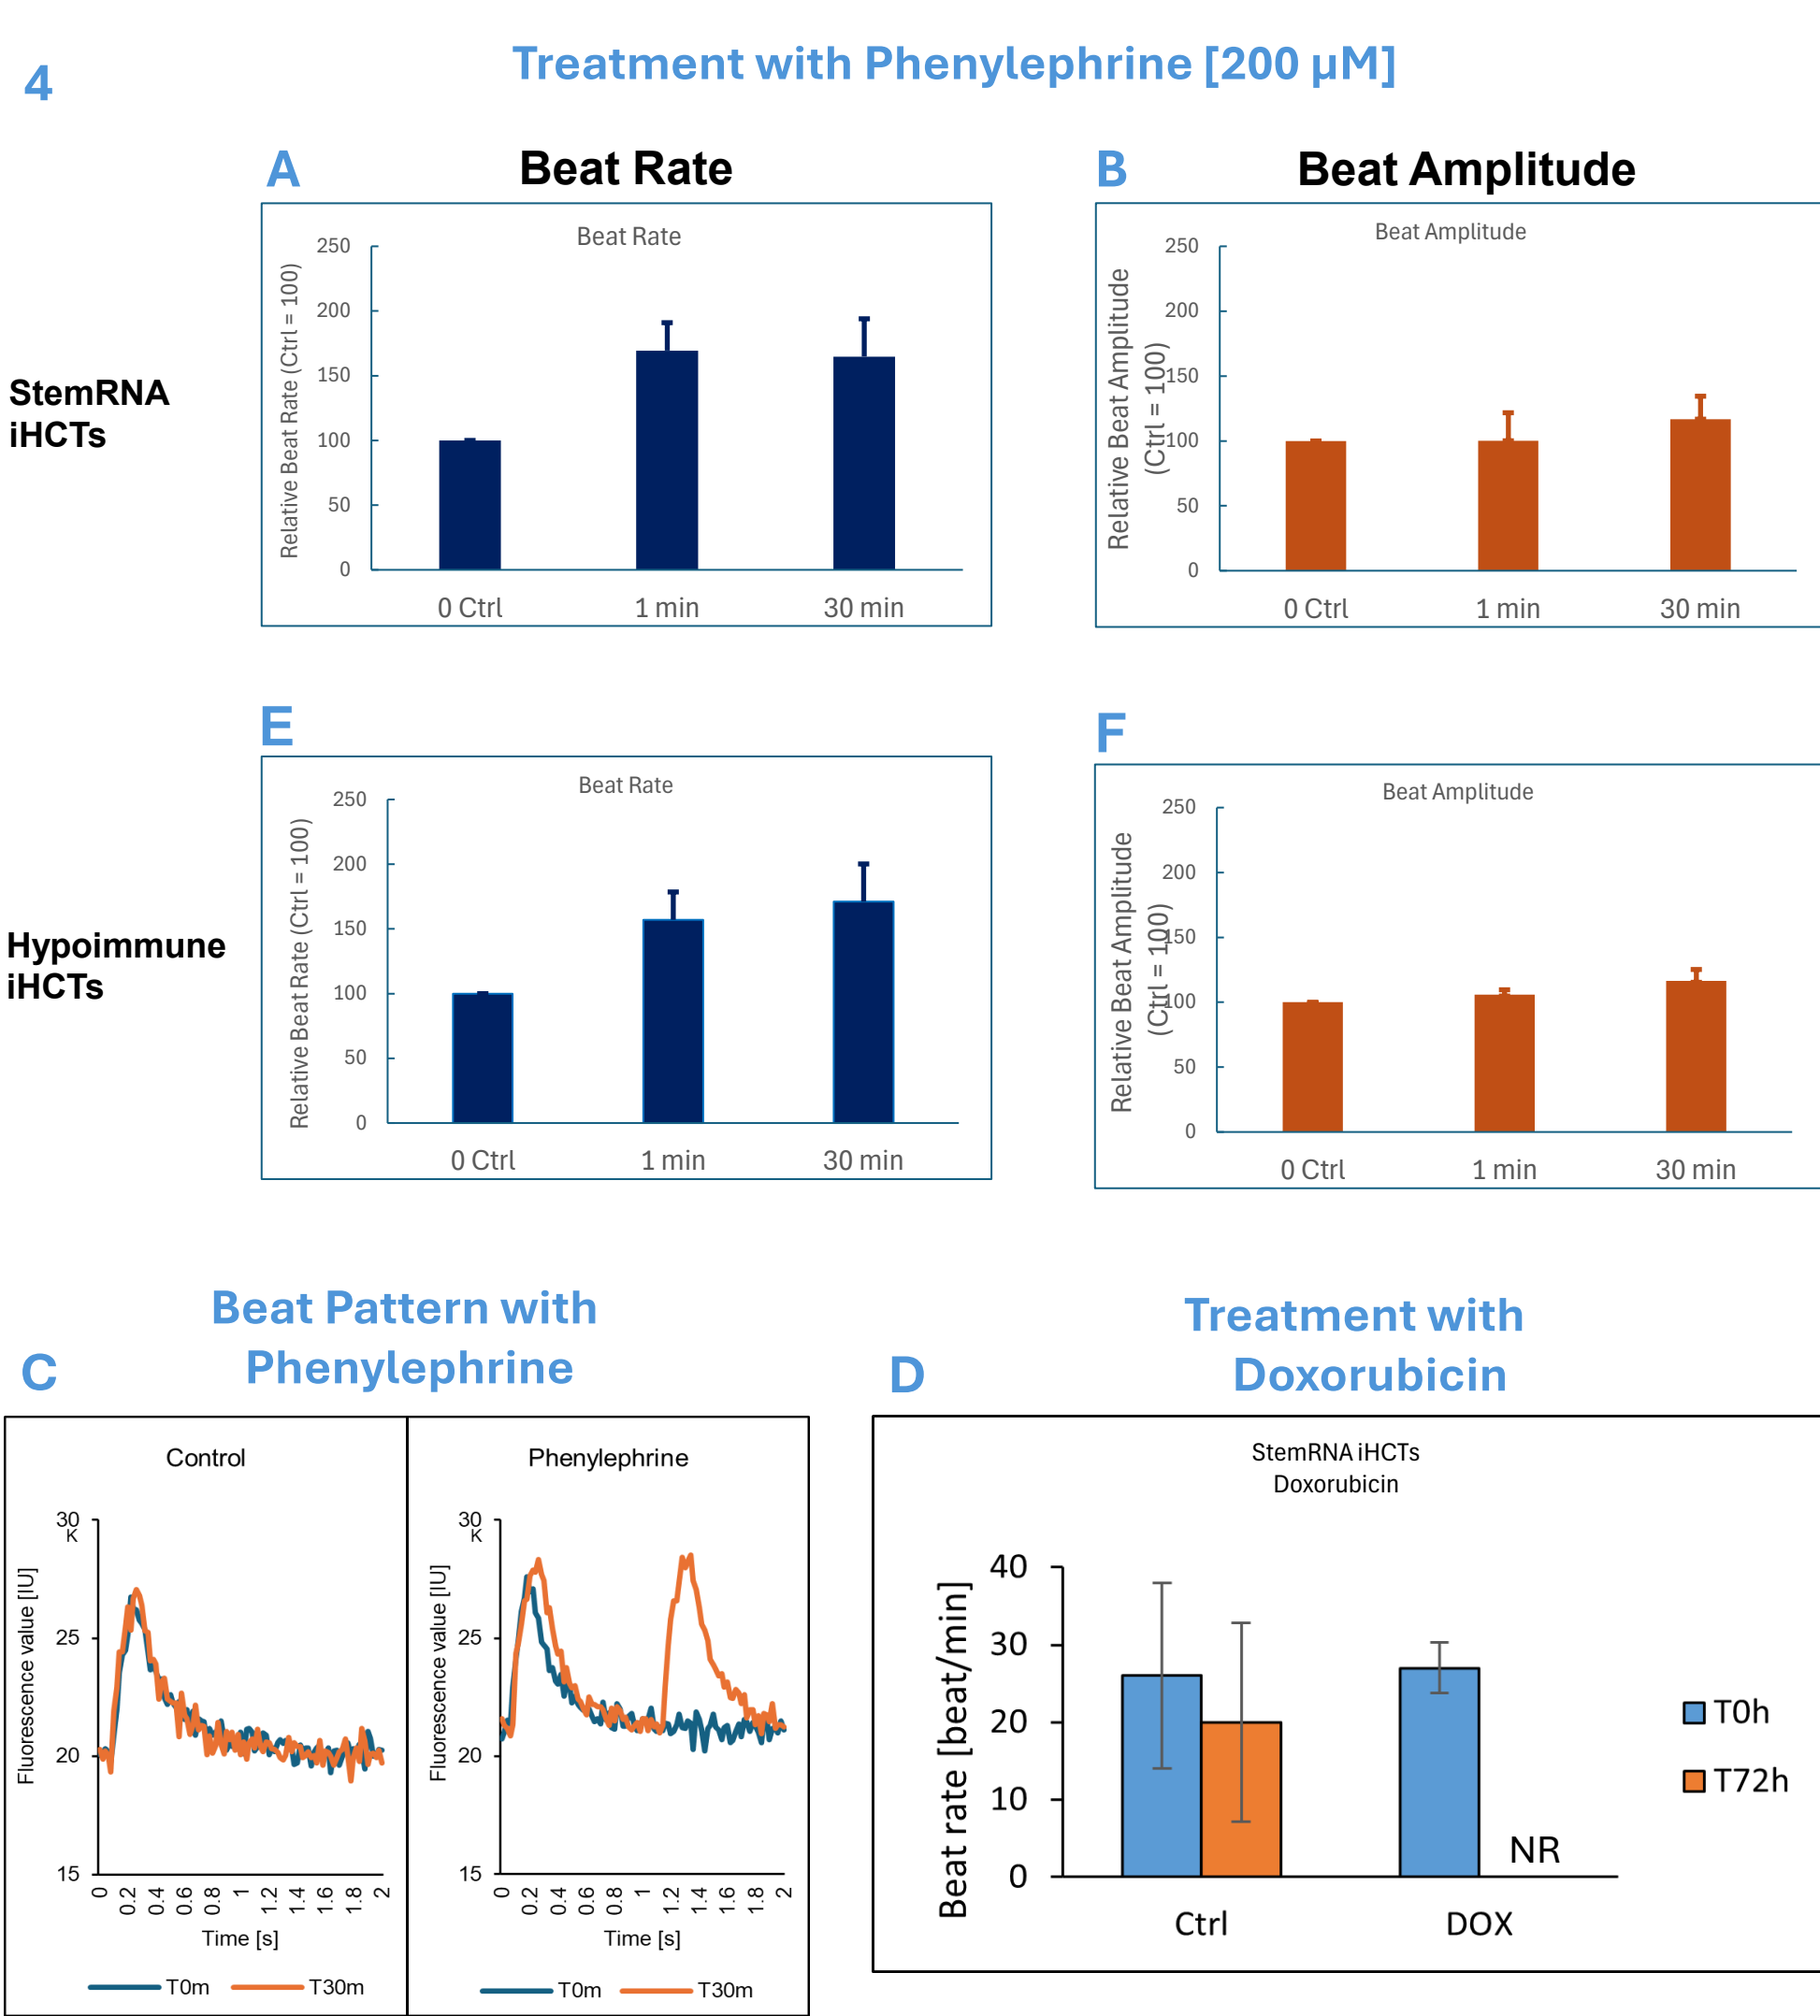 4
Treatment with Phenylephrine [200 µM]
A
Beat Rate
B
Beat Amplitude
StemRNA
iHCTs
Beat Rate
Relative Beat Rate (Ctrl = 100)
250
200
150
100
50
0
0 Ctrl
1 min
30 min
Beat Amplitude
Relative Beat Amplitude
(Ctrl = 100)
250
200
150
100
50
0
0 Ctrl
1 min
30 min
E
F
Hypoimmune
iHCTs
Beat Rate
Relative Beat Rate (Ctrl = 100)
250
200
150
100
50
0
0 Ctrl
1 min
30 min
Beat Amplitude
Relative Beat Amplitude
(Ctrl = 100)
250
200
150
100
50
0
0 Ctrl
1 min
30 min
C
Beat Pattern with
Phenylephrine
Control
Fluorescence value [IU]
30
K
25
20
15
0
0.2
0.4
0.6
0.8
1
1.2
1.4
1.6
1.8
2
Time [s]
T0m
T30m
Phenylephrine
Fluorescence value [IU]
30
K
25
20
15
0
0.2
0.4
0.6
0.8
1
1.2
1.4
1.6
1.8
2
Time [s]
T0m
T30m
D
Treatment with
Doxorubicin
StemRNA iHCTs
Doxorubicin
Beat rate [beat/min]
40
30
20
10
0
NR
Ctrl
DOX
T0h
T72h